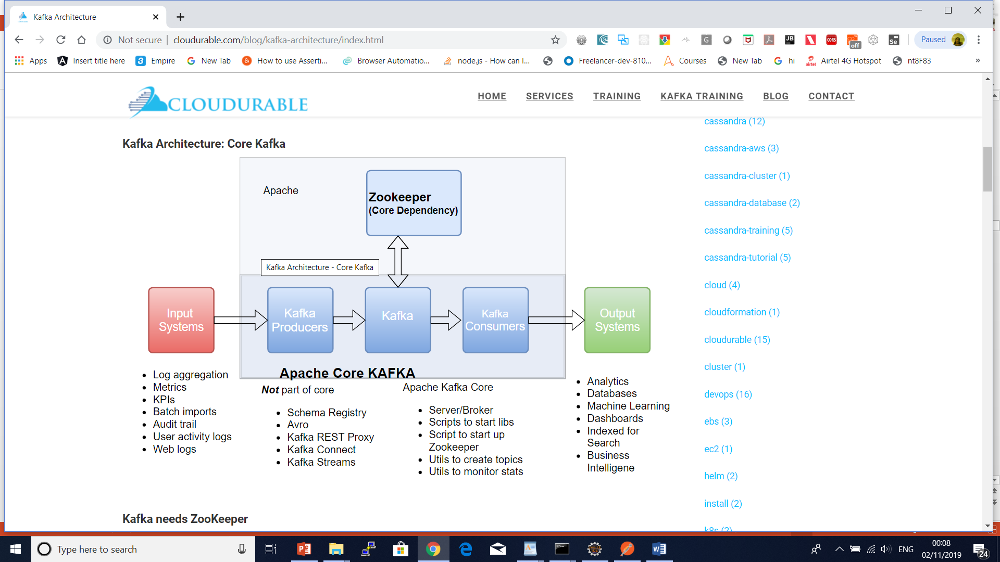 Kafka Architecture
Not secure | cloudurable.com/blog/kafka-architecture/index.html
G
JB
CORS
off
Se
Paused
Apps
Insert title here
Empire
New Tab
How to use Asserti...
Browser Automatio...
node.js - How can I...
Freelancer-dev-810...
Courses
New Tab
hi
airtel
Airtel 4G Hotspot
nt8F83
»
CLOUDURABLE
HOME SERVICES TRAINING KAFKA TRAINING BLOG CONTACT
Kafka Architecture: Core Kafka
Apache
Zookeeper
(Core Dependency)
Kafka Architecture - Core Kafka
Input
Systems
Kafka
Producers
Kafka
Kafka
Consumers
Output
Systems
Apache Core KAFKA
• Log aggregation
• Metrics
• KPIs
• Batch imports
• Audit trail
• User activity logs
• Web logs
Not part of core
• Schema Registry
• Avro
• Kafka REST Proxy
• Kafka Connect
• Kafka Streams
Apache Kafka Core
• Server/Broker
• Scripts to start libs
• Script to start up
Zookeeper
• Utils to create topics
• Utils to monitor stats
• Analytics
• Databases
• Machine Learning
• Dashboards
• Indexed for
Search
• Business
Intelligene
Kafka needs ZooKeeper
cassandra (12)
cassandra-aws (3)
cassandra-cluster (1)
cassandra-database (2)
cassandra-training (5)
cassandra-tutorial (5)
cloud (4)
cloudformation (1)
cloudurable (15)
cluster (1)
devops (16)
ebs (3)
ec2 (1)
helm (2)
install (2)
k8s (2)
Type here to search
ENG
00:08
02/11/2019
24